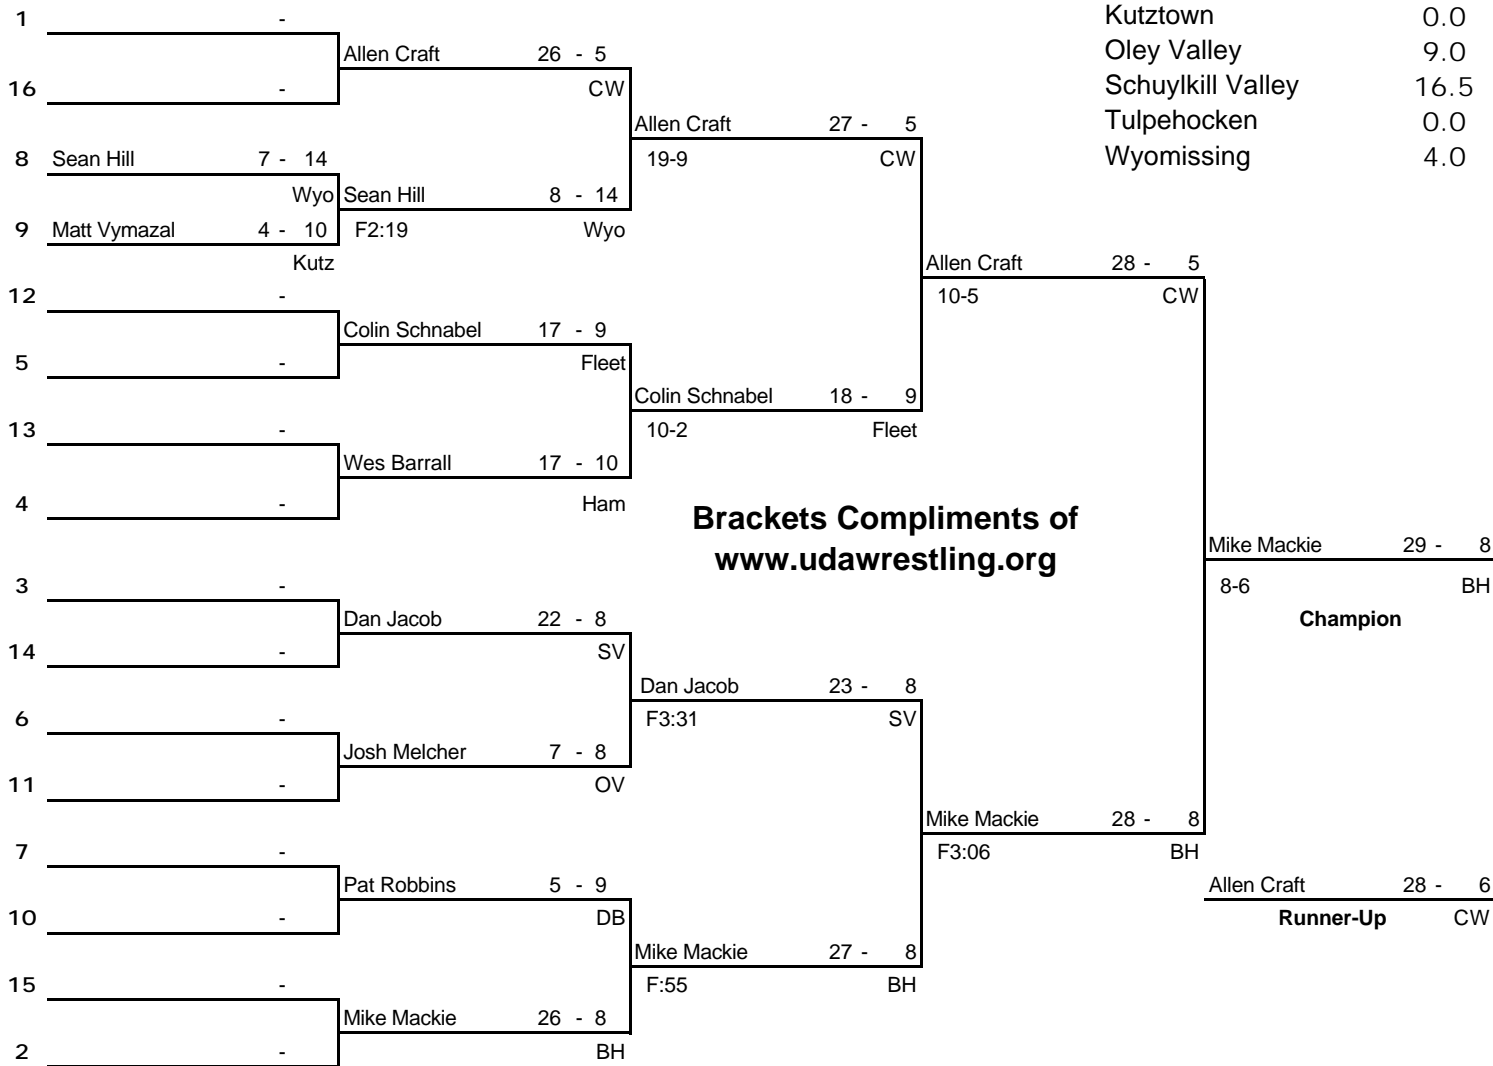 1 -
Kutztown 0.0
Allen Craft 26 - 5
Oley Valley 9.0
16 - CW
Schuylkill Valley 16.5
Allen Craft 27 - 5
Tulpehocken 0.0
8 Sean Hill 7 - 14
19-9 CW
Wyomissing 4.0
Wyo Sean Hill 8 - 14
9 Matt Vymazal 4 - 10 F2:19 Wyo
Kutz
Allen Craft 28 - 5
12 -
10-5 CW
Colin Schnabel 17 - 9
5 - Fleet
Colin Schnabel 18 - 9
13 -
10-2 Fleet
Wes Barrall 17 - 10
4 - Ham
Brackets Compliments of
www.udawrestling.org
Mike Mackie 29 - 8
3 -
8-6 BH
Dan Jacob 22 - 8
Champion
14 - SV
Dan Jacob 23 - 8
6 -
F3:31 SV
Josh Melcher 7 - 8
11 - OV
Mike Mackie 28 - 8
7 -
F3:06 BH
Pat Robbins 5 - 9
Allen Craft 28 - 6
10 - DB
Runner-Up CW
Mike Mackie 27 - 8
15 -
F:55 BH
Mike Mackie 26 - 8
2 - BH